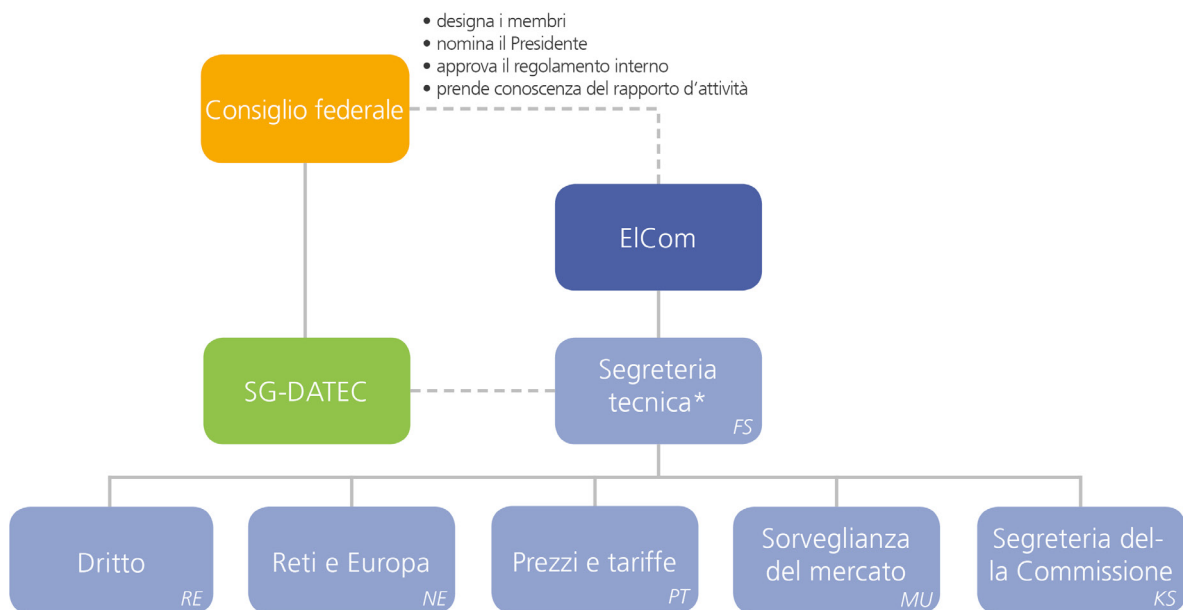 • designa i membri
• nomina il Presidente
• approva il regolamento interno
• prende conoscenza del rapporto d’attività
Consiglio federale
ElCom
SG-DATEC
Segreteria
tecnica*
FS
Dritto
RE
Reti e Europa
NE
Prezzi e tariffe
PT
Sorveglianza
del mercato
MU
Segreteria del-
la Commissione
KS